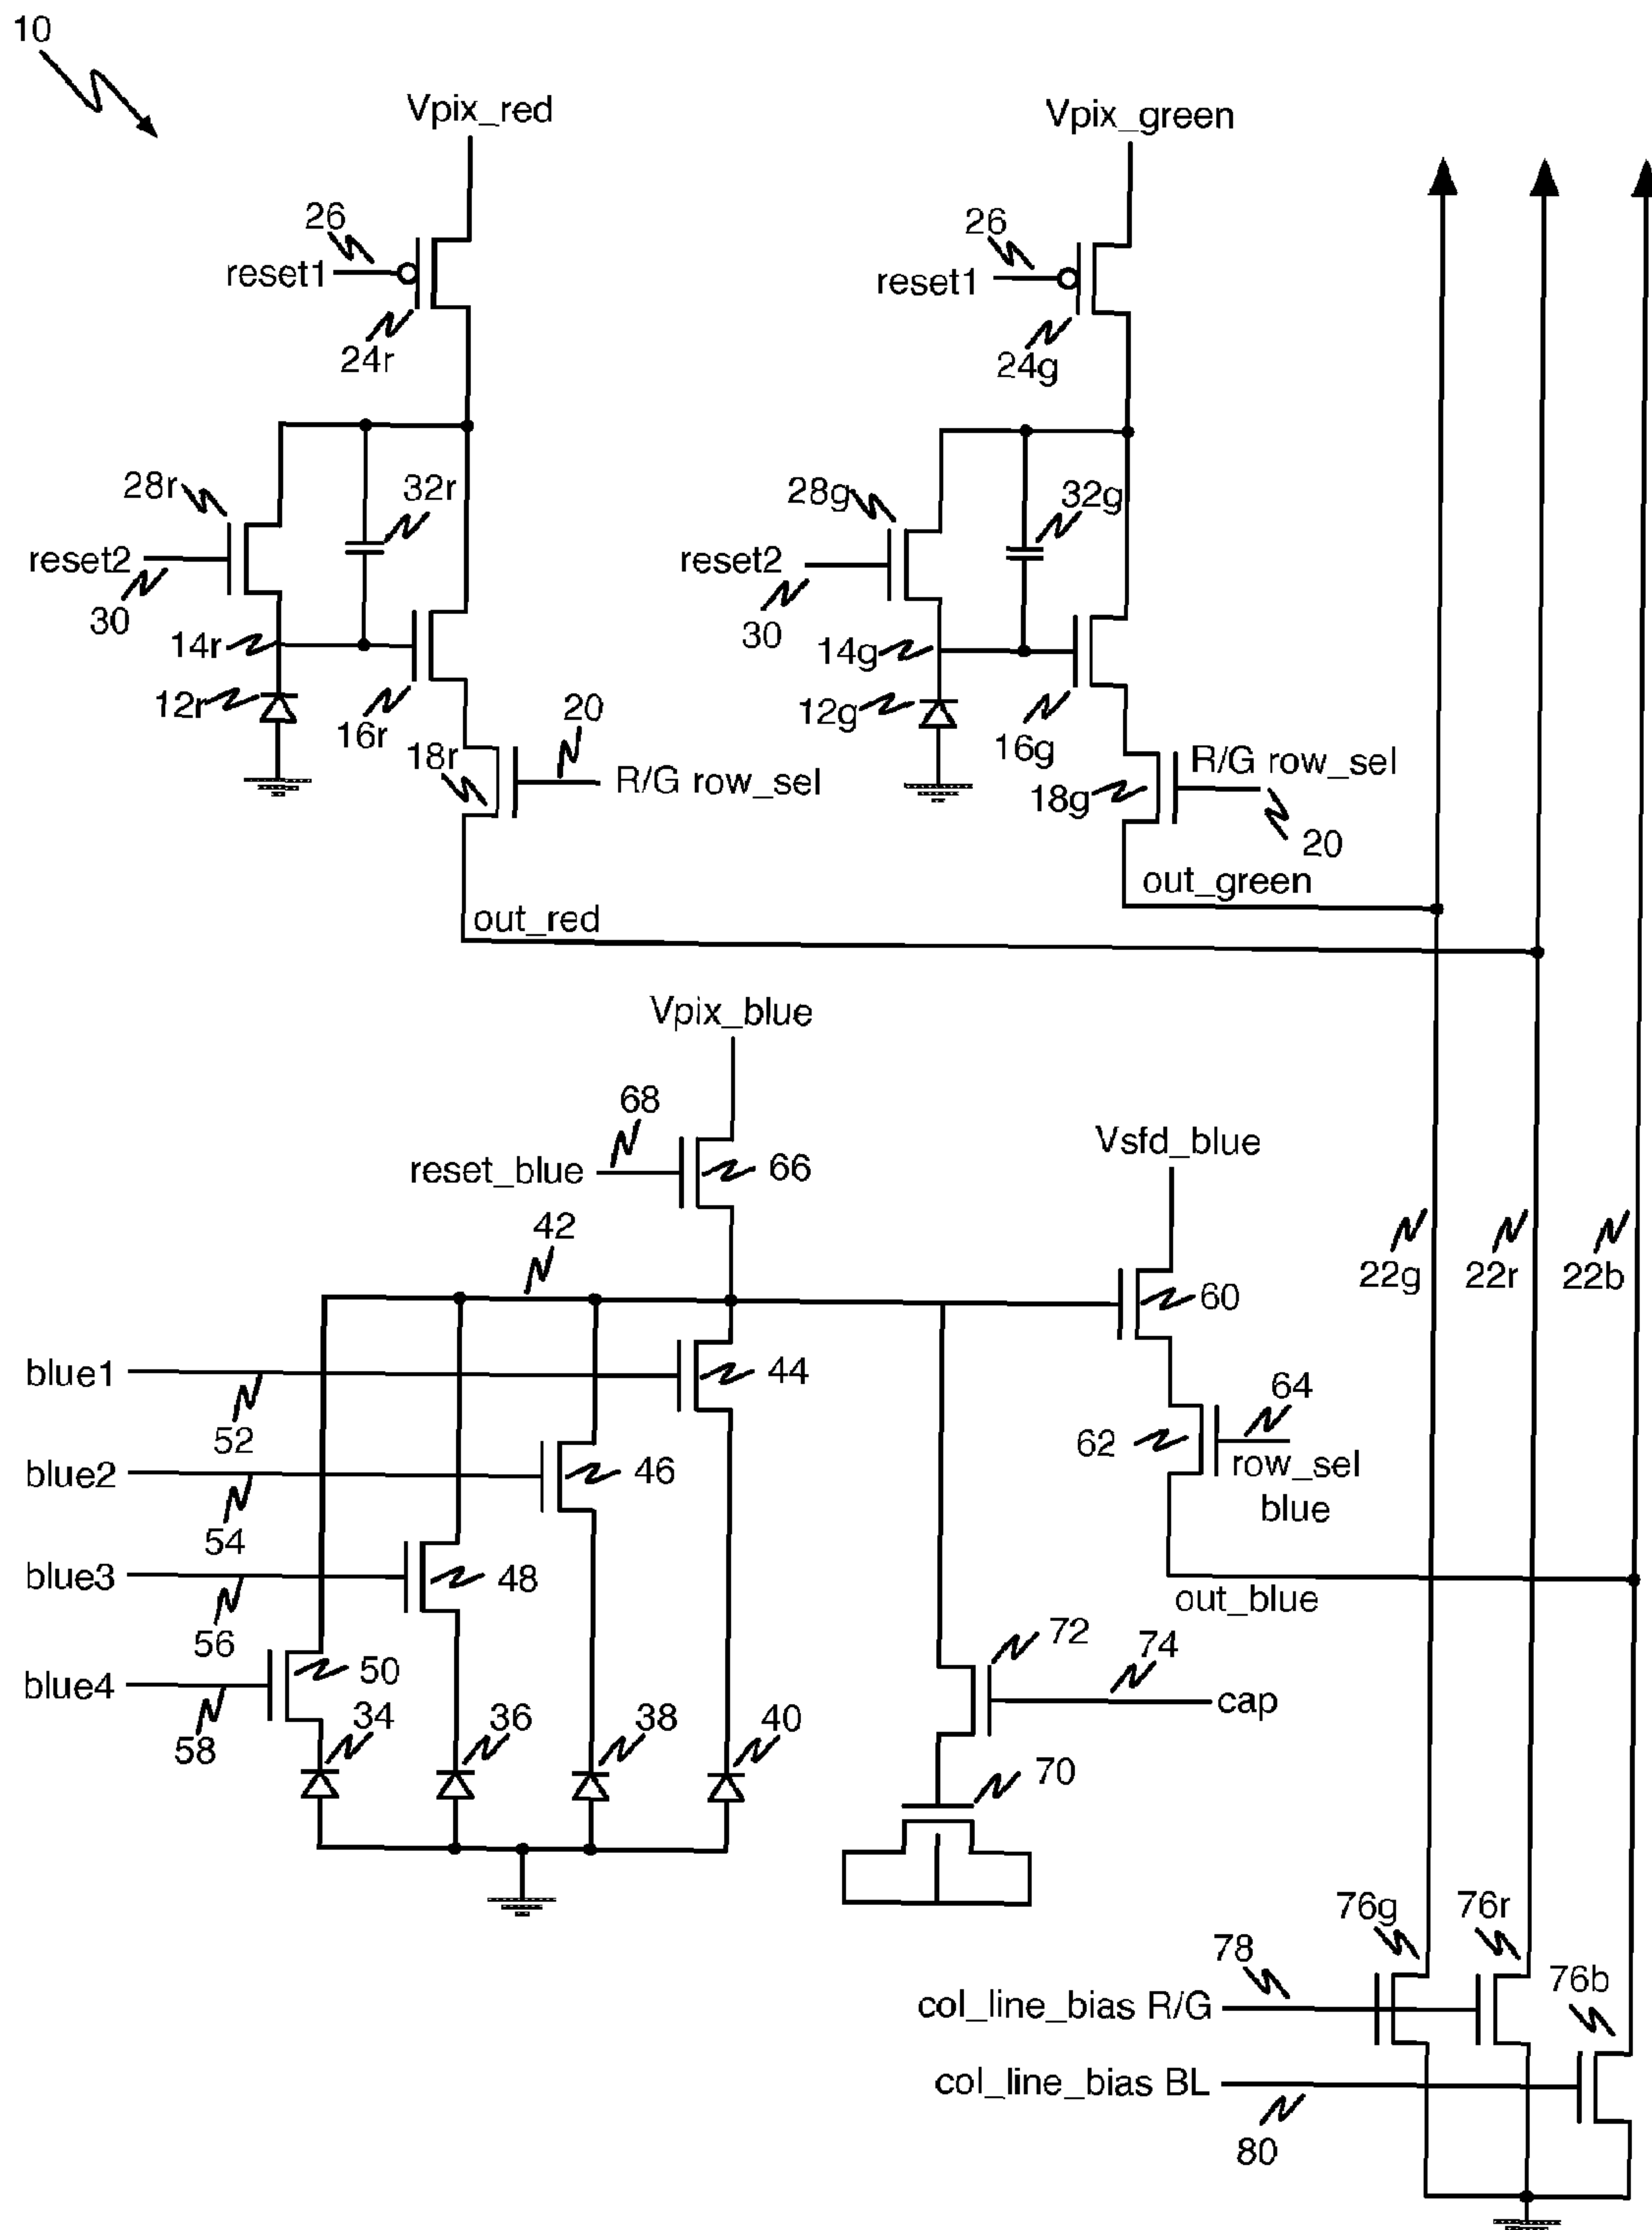 10
Vpix_red
Vpix_green
26
reset1
24r
26
reset1
24g
28r
32r
reset2
30
14r
12r
16r
18r
20
R/G row_sel
28g
32g
reset2
30
14g
12g
16g
18g
R/G row_sel
20
out_green
out_red
Vpix_blue
68
reset_blue
66
Vsfd_blue
42
60
22g
22r
22b
blue1
52
44
64
62
row_sel
blue
blue2
54
46
blue3
56
48
out_blue
blue4
58
50
34
36
38
40
72
74
cap
70
76g
76r
76b
78
col_line_bias R/G
col_line_bias BL
80